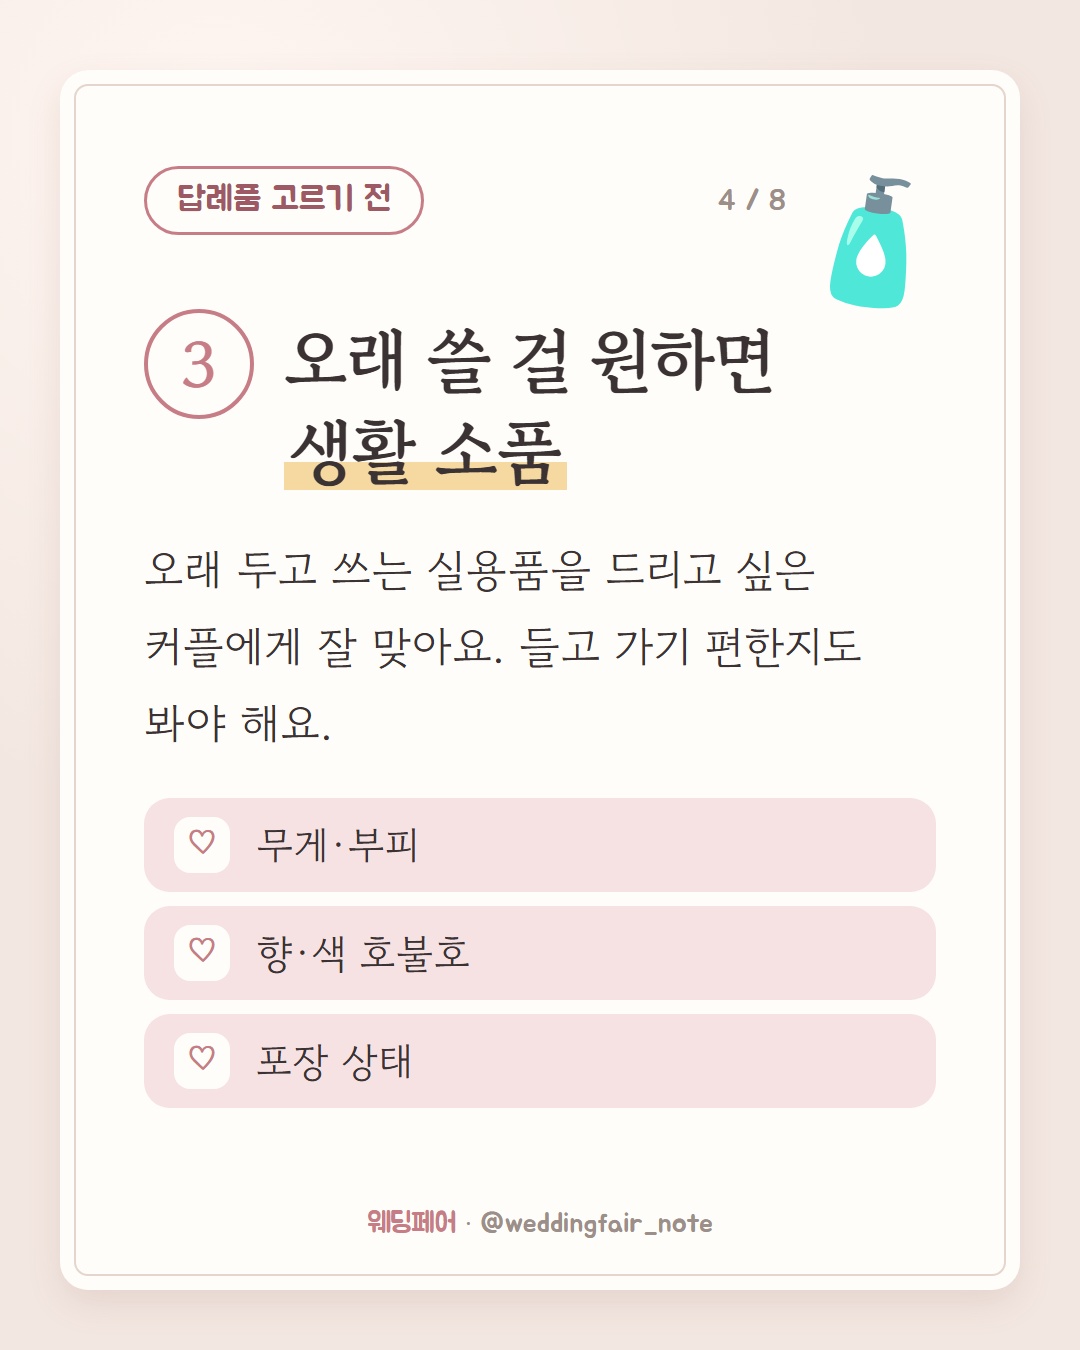 답례품 고르기 전
4 / 8
3
오래 쓸 걸 원하면
생활 소품
오래 두고 쓰는 실용품을 드리고 싶은
커플에게 잘 맞아요. 들고 가기 편한지도
봐야 해요.
무게·부피
향·색 호불호
포장 상태
웨딩페어 · @weddingfair_note